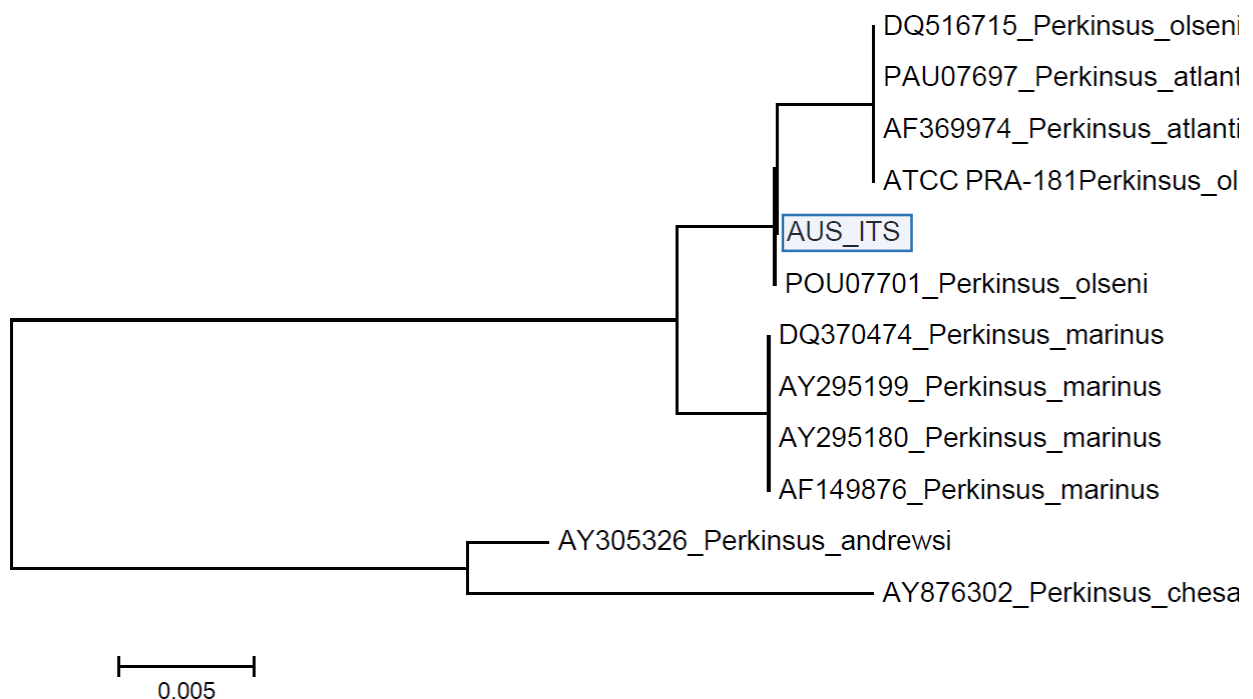 DQ516715_Perkinsus_olseni
PAU07697_Perkinsus_atlant
AF369974_Perkinsus_atlanti
ATCC PRA-181Perkinsus_ol
AUS_ITS
POU07701_Perkinsus_olseni
DQ370474_Perkinsus_marinus
AY295199_Perkinsus_marinus
AY295180_Perkinsus_marinus
AF149876_Perkinsus_marinus
AY305326_Perkinsus_andrewsi
AY876302_Perkinsus_chesa
0.005